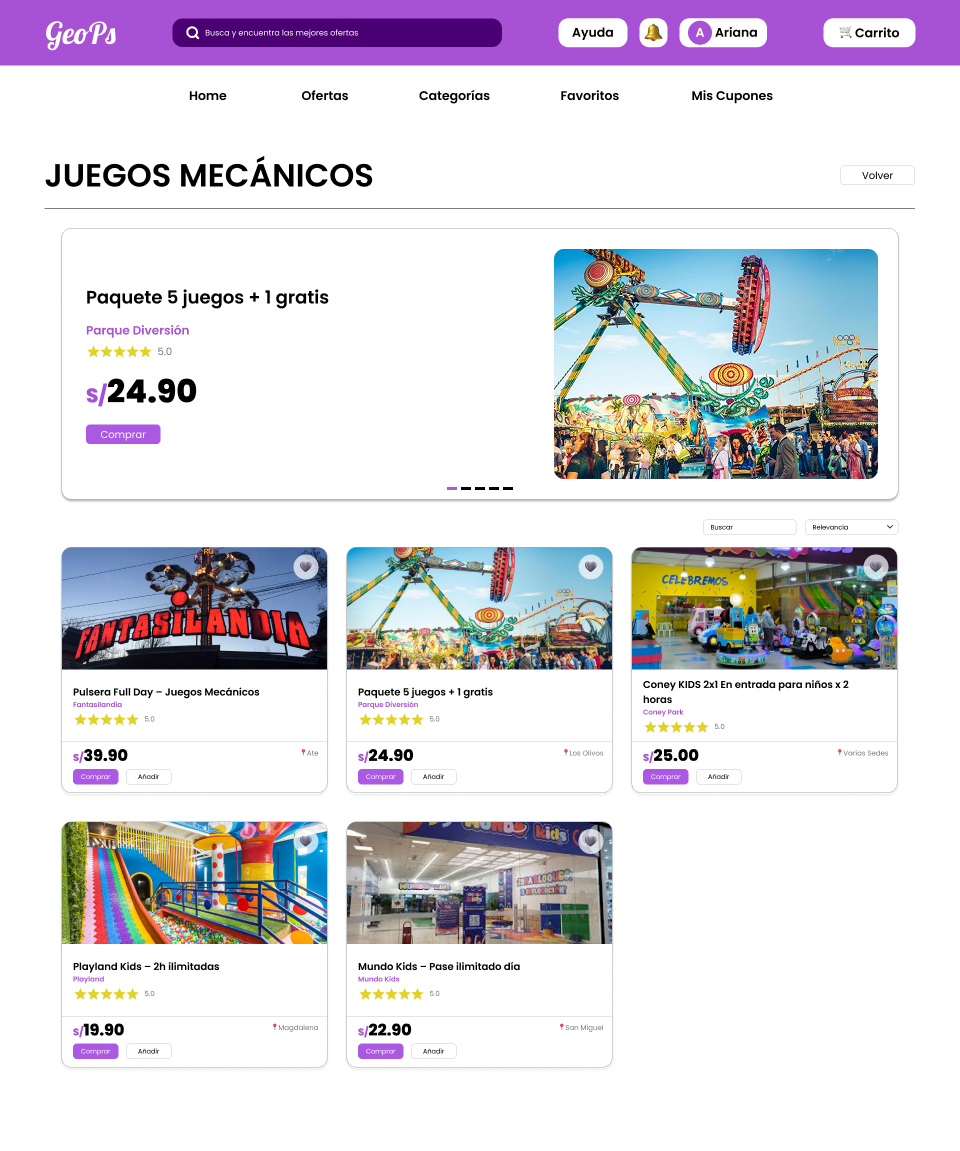 GeoPs
Busca y encuentra las mejores ofertas
Ayuda
A Ariana
Carrito
Home
Ofertas
Categorías
Favoritos
Mis Cupones
JUEGOS MECÁNICOS
Volver
Paquete 5 juegos + 1 gratis
Parque Diversión
5.0
s/24.90
Comprar
Buscar
Relevancia
FANTASILANDIA
Pulsera Full Day – Juegos Mecánicos
Fantasilandia
5.0
s/39.90
Ate
Comprar
Añadir
Paquete 5 juegos + 1 gratis
Parque Diversión
5.0
s/24.90
Los Olivos
Comprar
Añadir
CELEBREMOS
Coney KIDS 2x1 En entrada para niños x 2
horas
Coney Park
5.0
s/25.00
Varias Sedes
Comprar
Añadir
Playland Kids – 2h ilimitadas
Playland
5.0
s/19.90
Magdalena
Comprar
Añadir
MUNDO kids
Mundo Kids – Pase ilimitado día
Mundo Kids
5.0
s/22.90
San Miguel
Comprar
Añadir